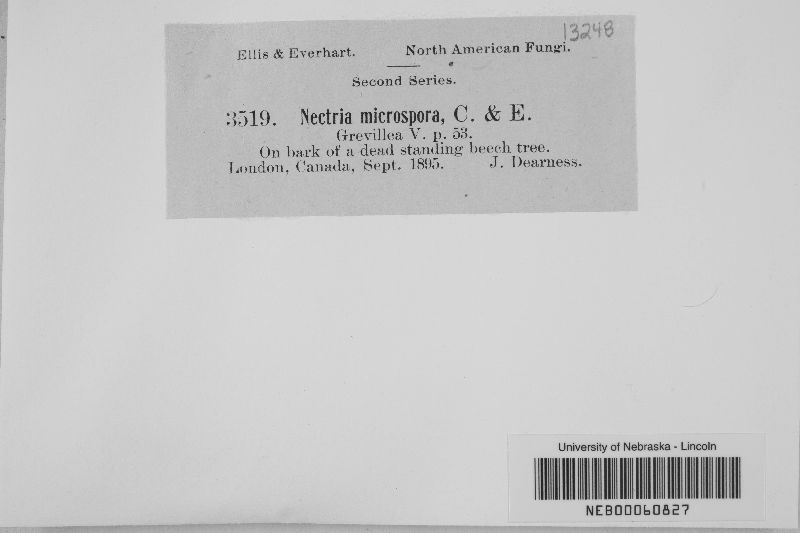 13248
Ellis & Everhart. North American Fungi.
Second Series.
3519. Nectria microspora, C. & E.
Grevillea V. p. 53.
On bark of a dead standing beech tree.
London, Canada, Sept. 1895. J. Dearness.
University of Nebraska - Lincoln
NEB00060827